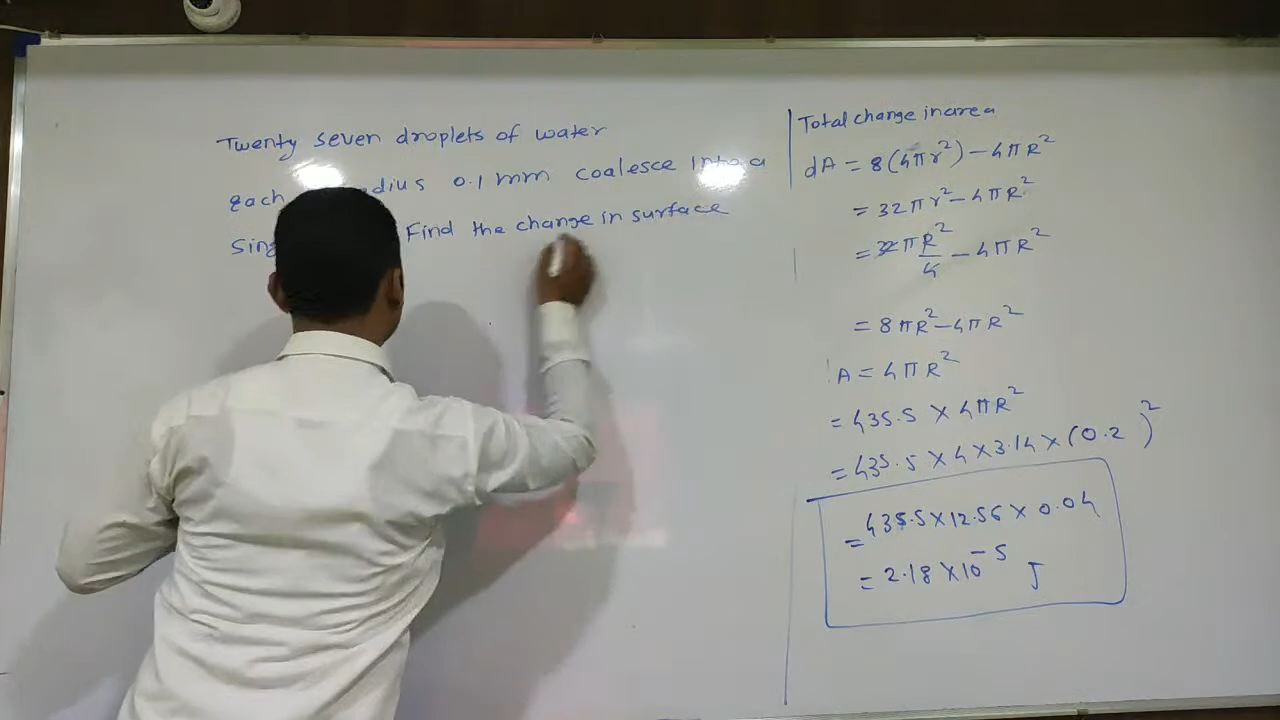 Twenty seven droplets of water
each radius 0.1 mm coalesce into a
Find the change in surface
Total change in area
dA = 8(4πr²) - 4πR²
= 32πr² - 4πR²
= 32πR²/4 - 4πR²
= 8πR² - 4πR²
A = 4πR²
= 435.5 × 4πR²
= 435.5 × 4 × 3.14 × (0.2)²
= 435.5 × 12.56 × 0.04
= 2.18 × 10⁻⁵ J